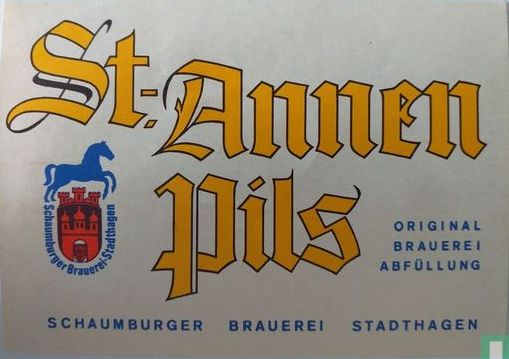 St.-Annen
Pils
Schaumburger Brauerei-Stadthagen
ORIGINAL
BRAUEREI
ABFÜLLUNG
SCHAUMBURGER BRAUEREI STADTHAGEN